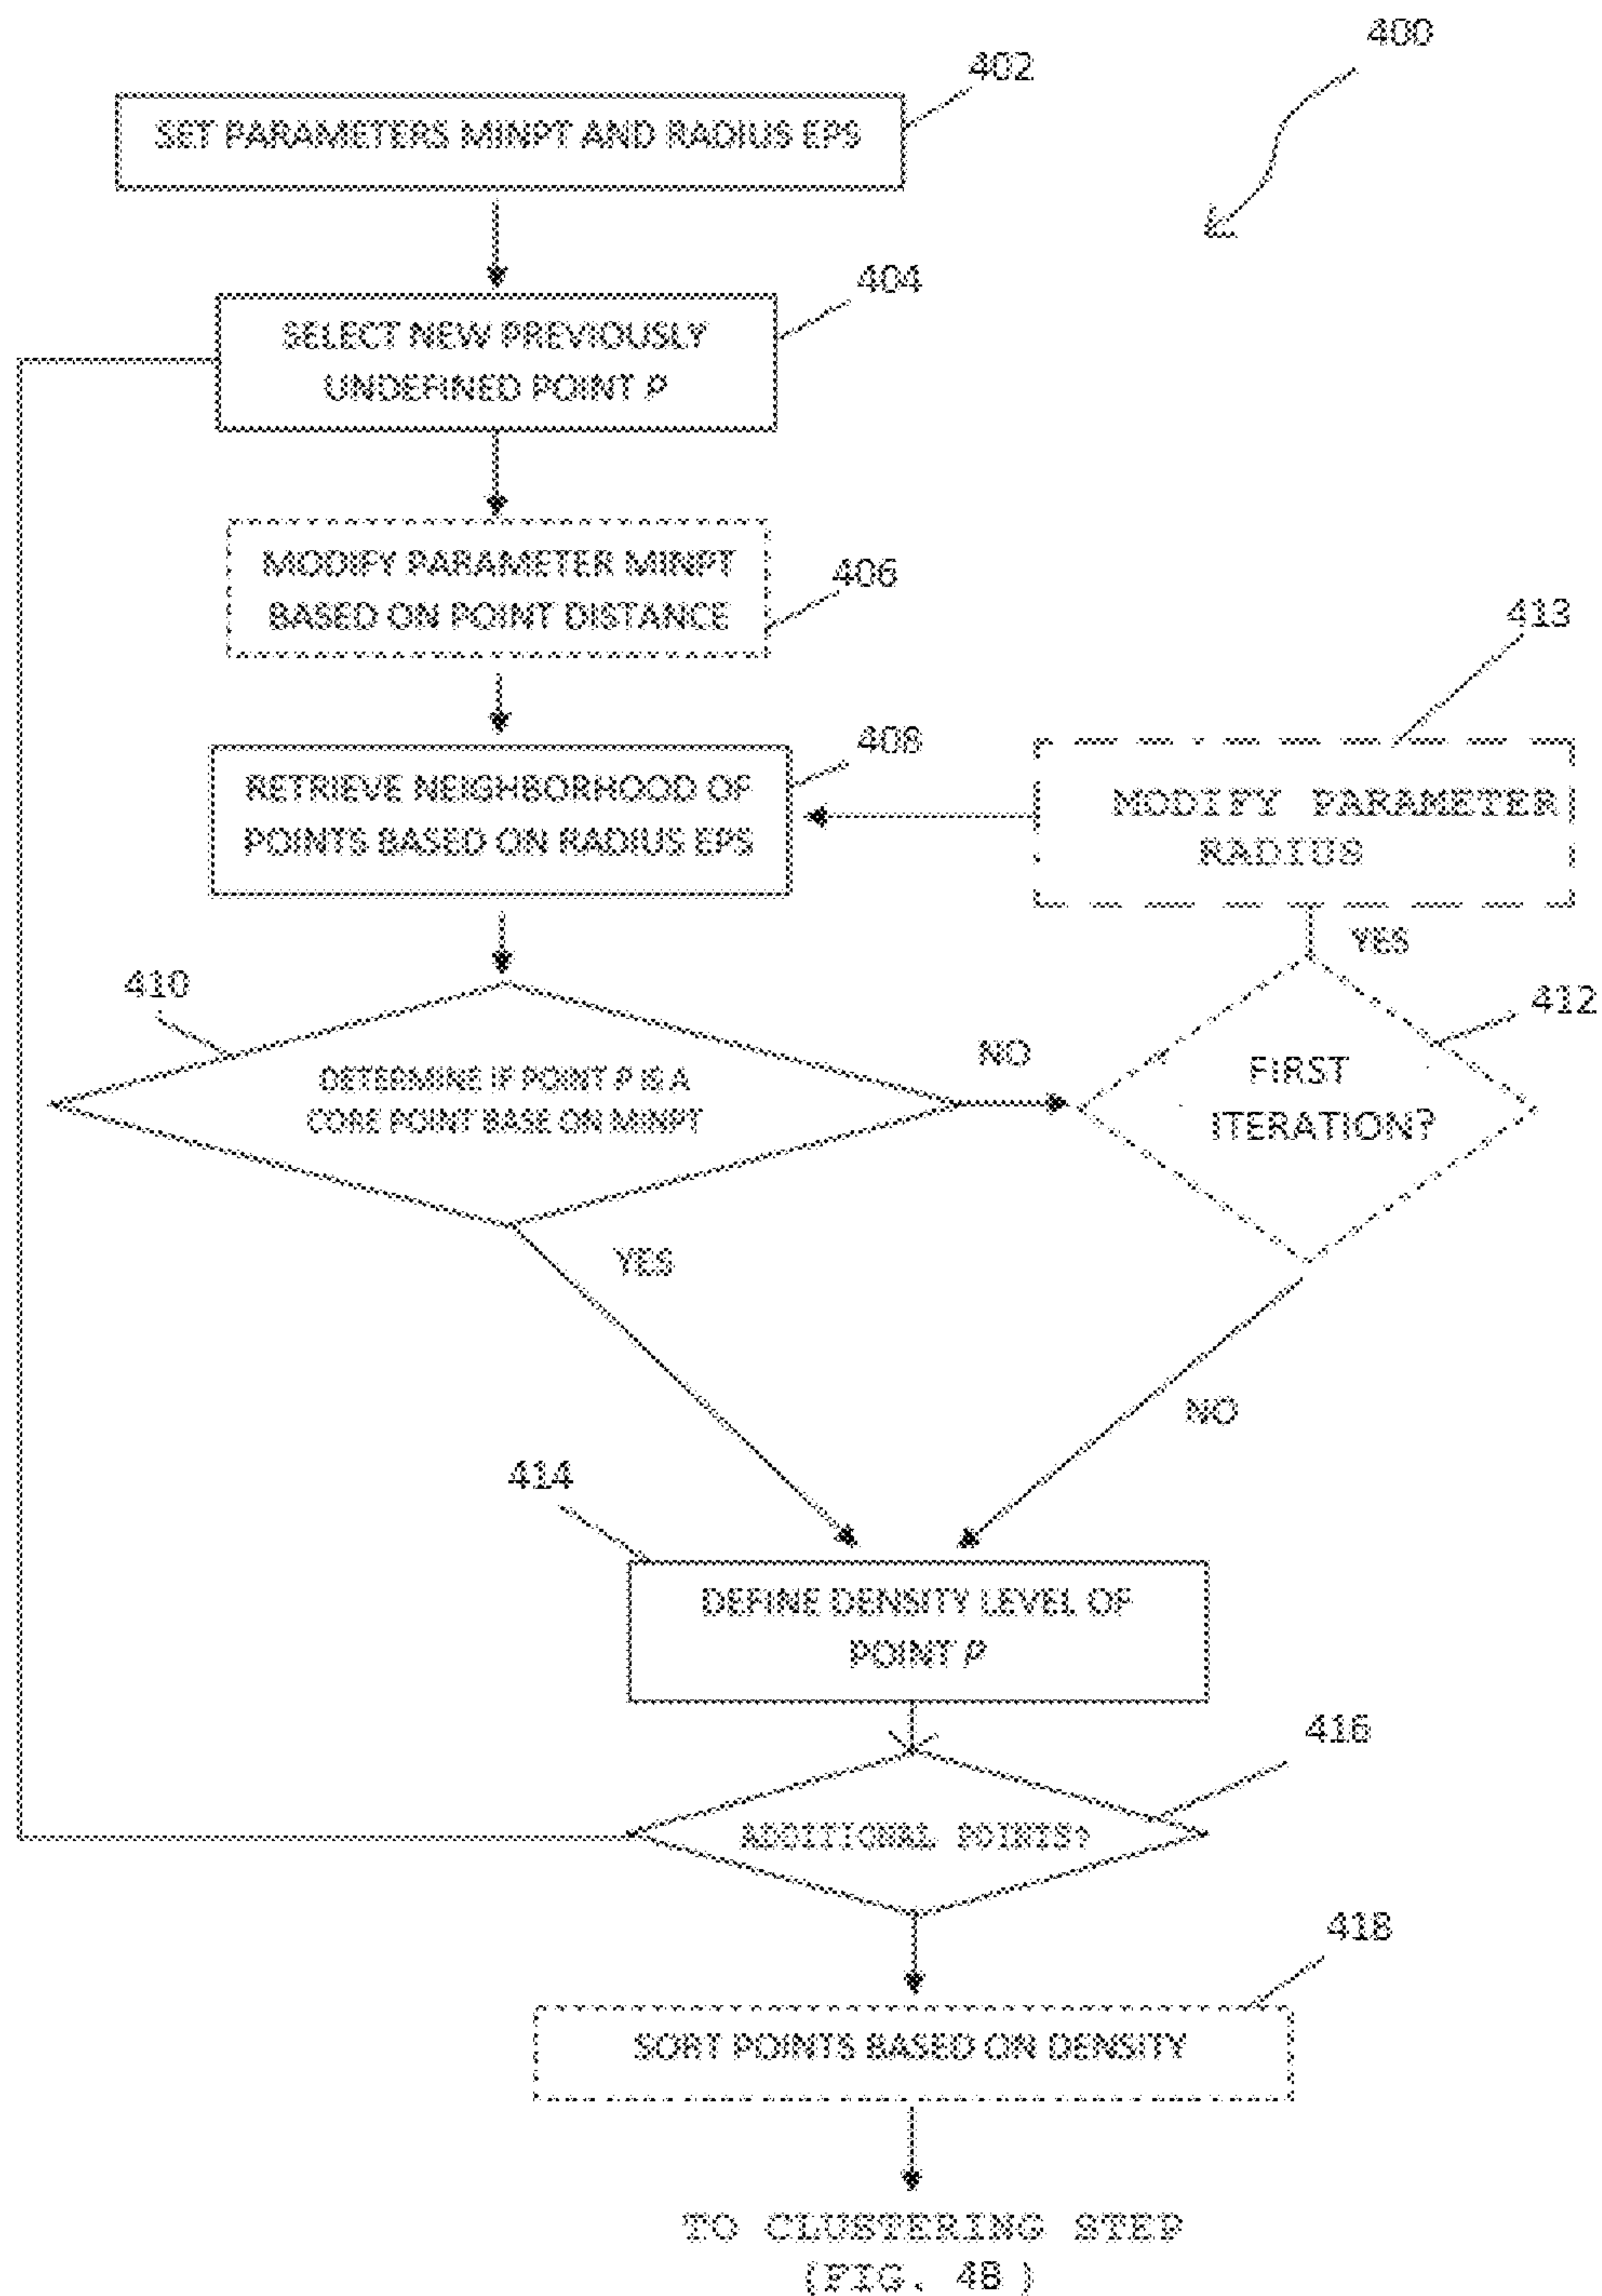 400
402
SET PARAMETERS MINPT AND RADIUS EPS
404
SELECT NEW PREVIOUSLY
UNDEFINED POINT P
406
MODIFY PARAMETER MINPT
BASED ON POINT DISTANCE
413
408
RETRIEVE NEIGHBORHOOD OF
POINTS BASED ON RADIUS EPS
MODIFY PARAMETER
RADIUS
YES
410
412
DETERMINE IF POINT P IS A
CORE POINT BASE ON MINPT
NO
FIRST
ITERATION?
YES
NO
414
DEFINE DENSITY LEVEL OF
POINT P
416
ADDITIONAL POINTS?
418
SORT POINTS BASED ON DENSITY
TO CLUSTERING STEP
(FIG. 4B )